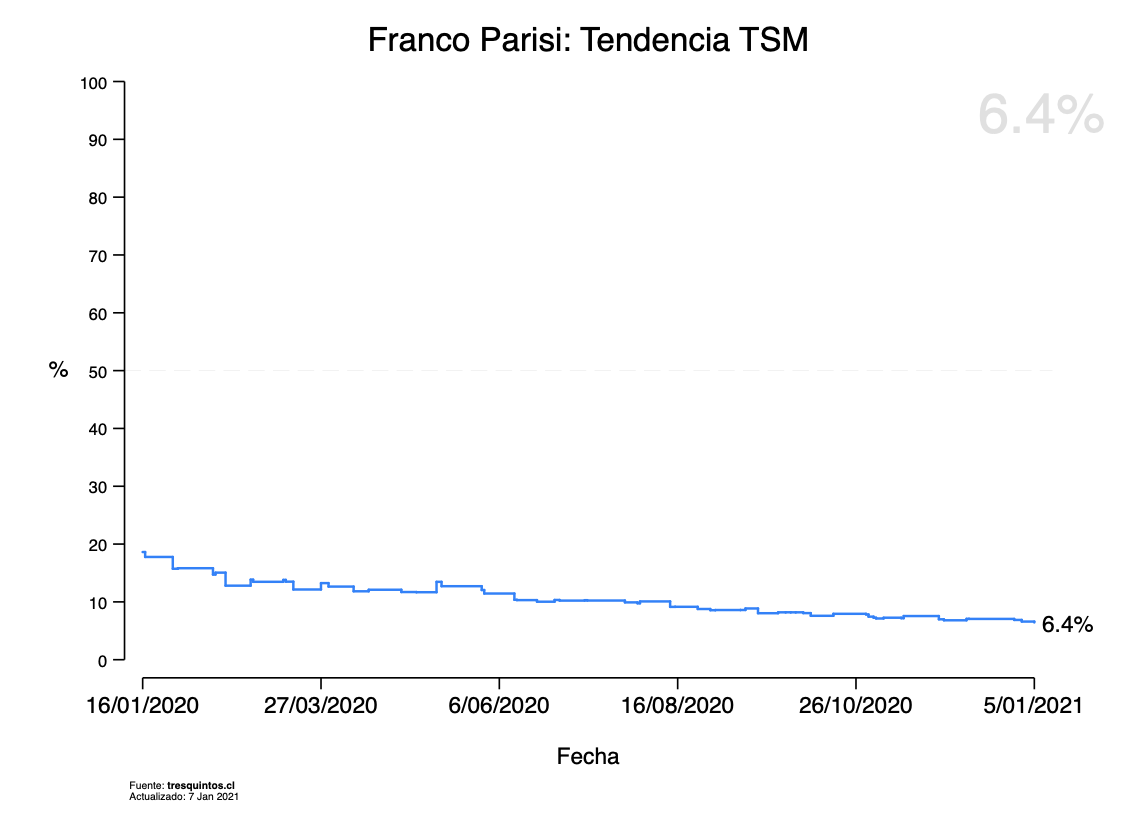 Franco Parisi: Tendencia TSM
6.4%
100
90
80
70
60
% 50
40
30
20
10
0
6.4%
16/01/2020 27/03/2020 6/06/2020 16/08/2020 26/10/2020 5/01/2021
Fecha
Fuente: tresquintos.cl
Actualizado: 7 Jan 2021